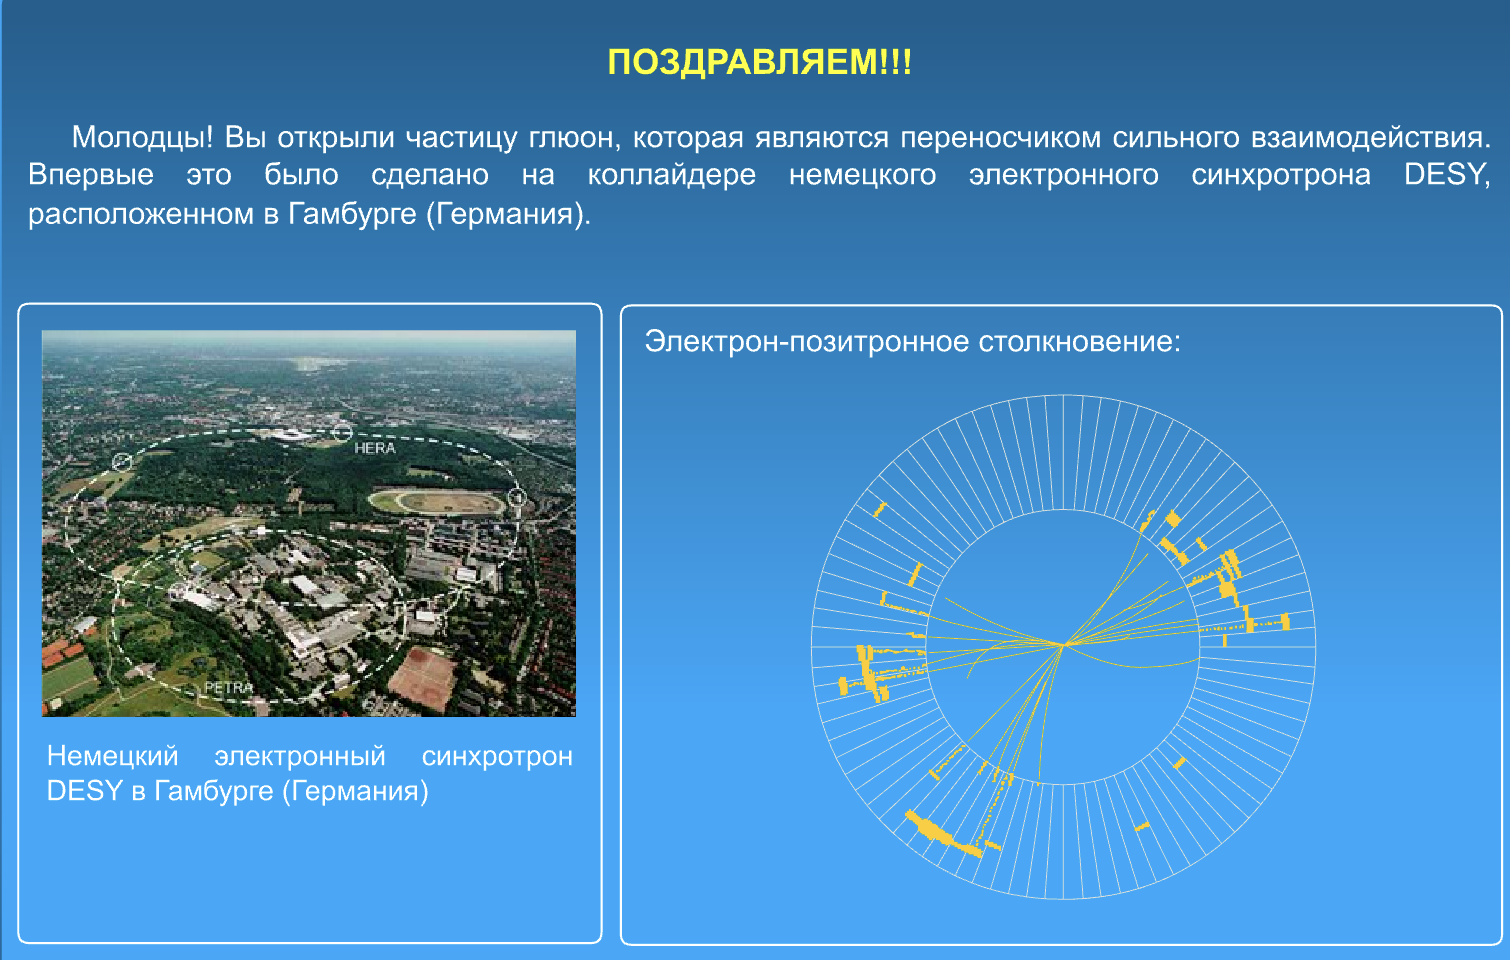 ПОЗДРАВЛЯЕМ!!!
Молодцы! Вы открыли частицу глюон, которая являются переносчиком сильного взаимодействия.
Впервые это было сделано на коллайдере немецкого электронного синхротрона DESY,
расположенном в Гамбурге (Германия).
HERA
PETRA
Немецкий электронный синхротрон
DESY в Гамбурге (Германия)
Электрон-позитронное столкновение: